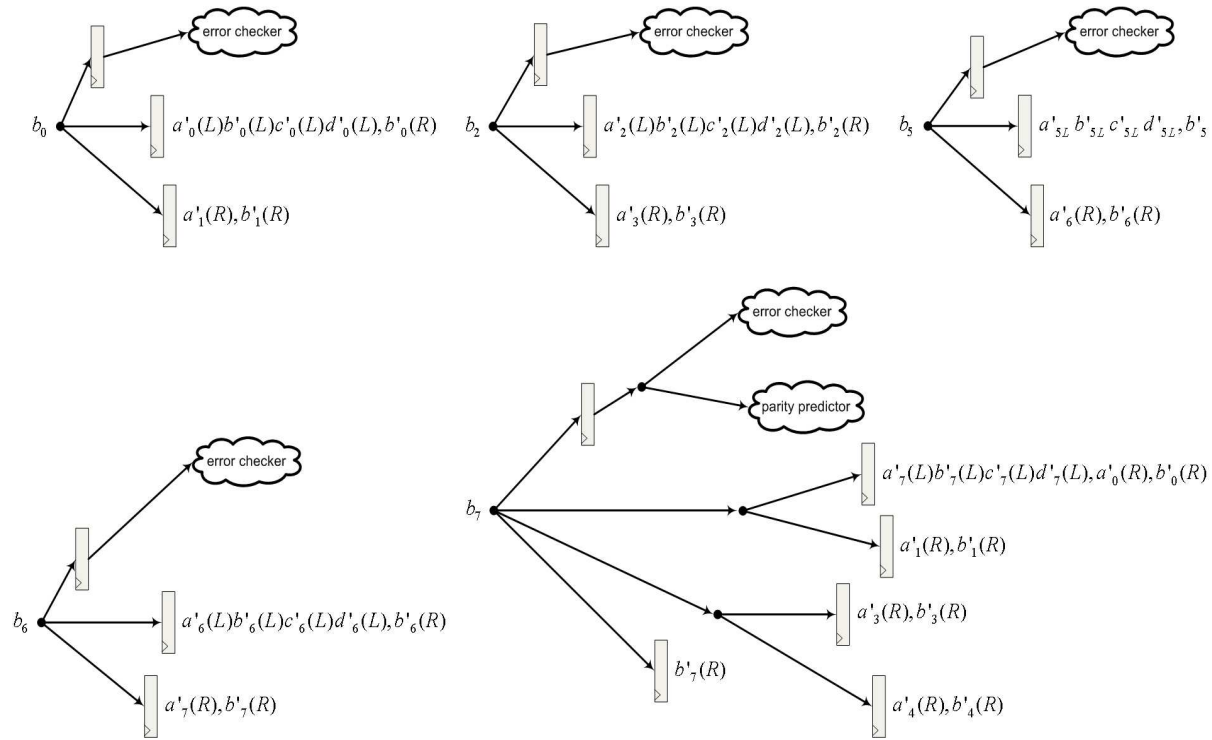 error checker
b₀
a'₀(L)b'₀(L)c'₀(L)d'₀(L),b'₀(R)
a'₁(R),b'₁(R)
error checker
b₂
a'₂(L)b'₂(L)c'₂(L)d'₂(L),b'₂(R)
a'₃(R),b'₃(R)
error checker
b₅
a'₅L b'₅L c'₅L d'₅L,b'₅
a'₆(R),b'₆(R)
error checker
b₆
a'₆(L)b'₆(L)c'₆(L)d'₆(L),b'₆(R)
a'₇(R),b'₇(R)
error checker
parity predictor
b₇
a'₇(L)b'₇(L)c'₇(L)d'₇(L),a'₀(R),b'₀(R)
a'₁(R),b'₁(R)
a'₃(R),b'₃(R)
b'₇(R)
a'₄(R),b'₄(R)